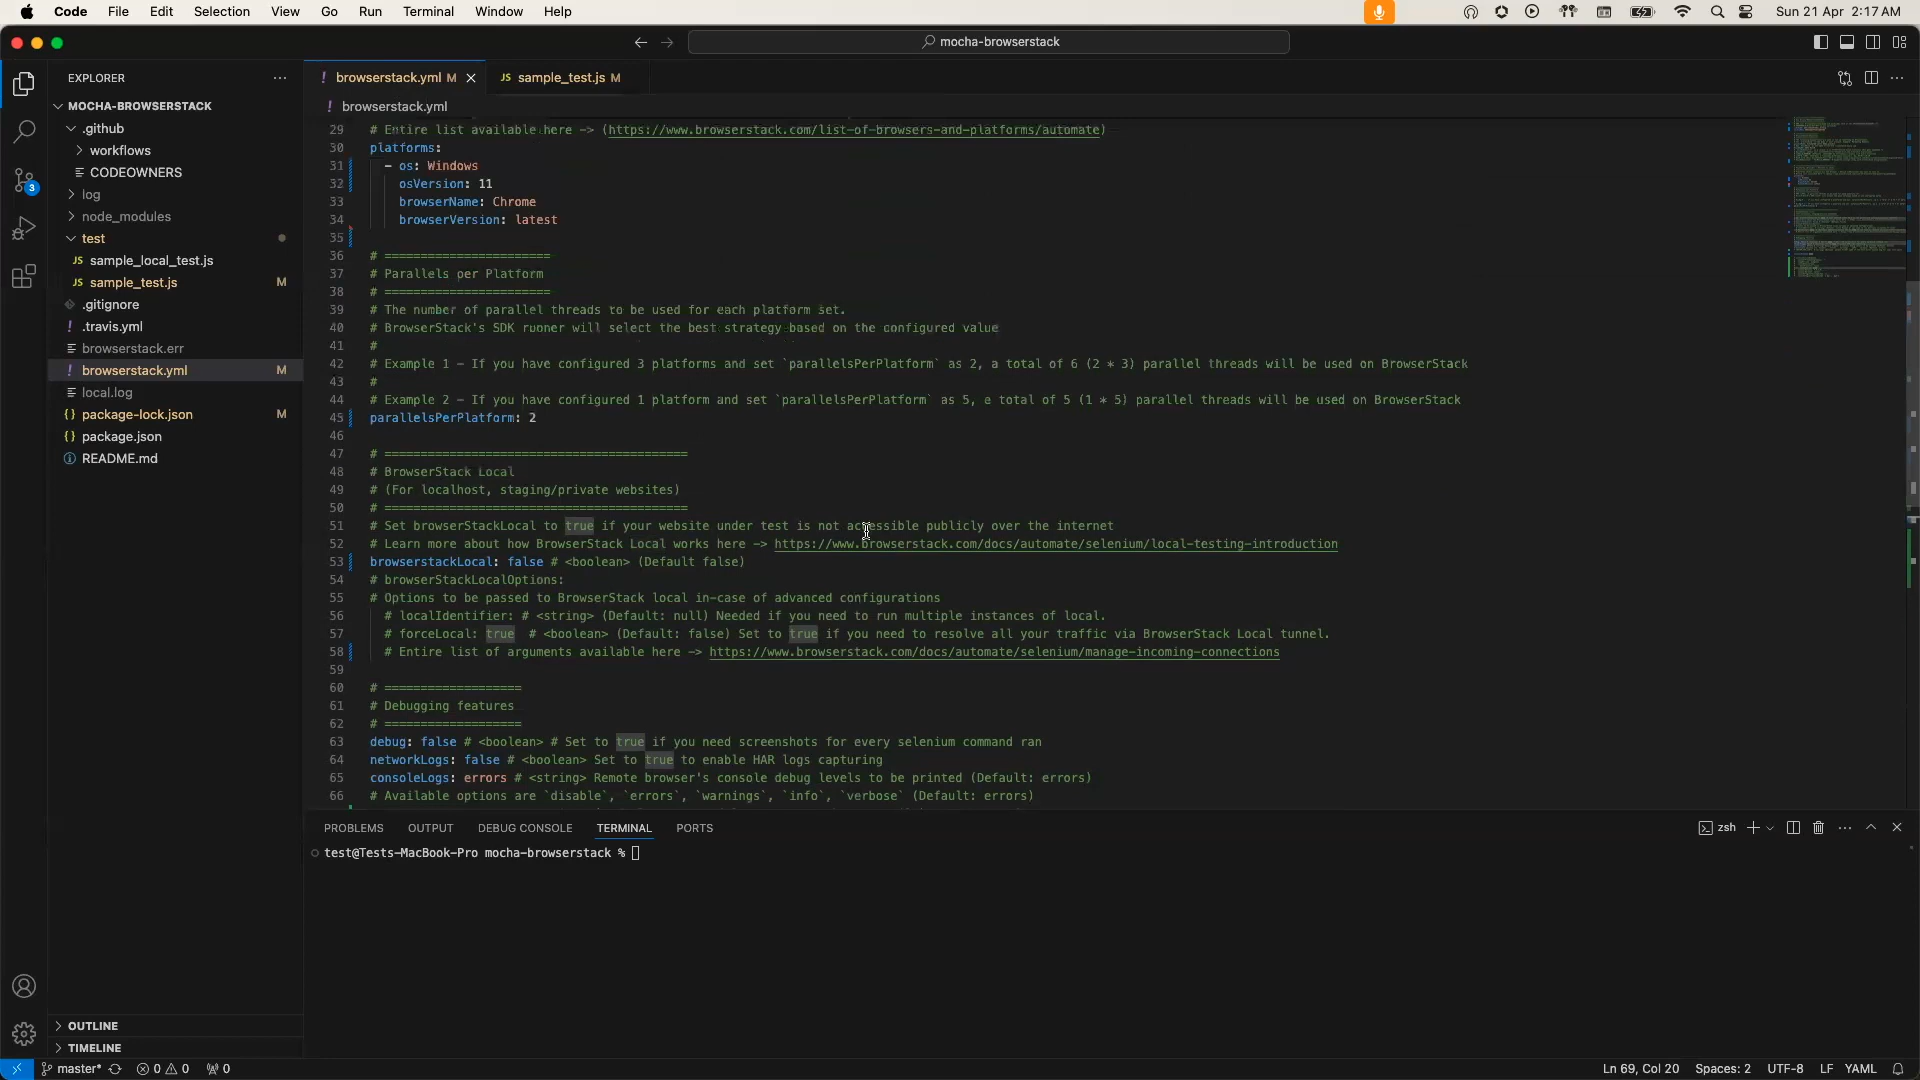 Code File Edit Selection View Go Run Terminal Window Help Sun 21 Apr 2:17 AM
mocha-browserstack
EXPLORER
MOCHA-BROWSERSTACK
.github
workflows
CODEOWNERS
log
node_modules
test
JS sample_local_test.js
JS sample_test.js M
.gitignore
.travis.yml
browserstack.err
! browserstack.yml M
local.log
{} package-lock.json M
{} package.json
README.md
OUTLINE
TIMELINE
3
! browserstack.yml M JS sample_test.js M
! browserstack.yml
29 # Entire list available here -> (https://www.browserstack.com/list-of-browsers-and-platforms/automate)
30 platforms:
31 - os: Windows
32 osVersion: 11
33 browserName: Chrome
34 browserVersion: latest
35
36 # =======================
37 # Parallels per Platform
38 # =======================
39 # The number of parallel threads to be used for each platform set.
40 # BrowserStack's SDK runner will select the best strategy based on the configured value
41 #
42 # Example 1 - If you have configured 3 platforms and set `parallelsPerPlatform` as 2, a total of 6 (2 * 3) parallel threads will be used on BrowserStack
43 #
44 # Example 2 - If you have configured 1 platform and set `parallelsPerPlatform` as 5, a total of 5 (1 * 5) parallel threads will be used on BrowserStack
45 parallelsPerPlatform: 2
46
47 # ==========================================
48 # BrowserStack Local
49 # (For localhost, staging/private websites)
50 # ==========================================
51 # Set browserStackLocal to true if your website under test is not accessible publicly over the internet
52 # Learn more about how BrowserStack Local works here -> https://www.browserstack.com/docs/automate/selenium/local-testing-introduction
53 browserstackLocal: false # <boolean> (Default false)
54 # browserStackLocalOptions:
55 # Options to be passed to BrowserStack local in-case of advanced configurations
56 # localIdentifier: # <string> (Default: null) Needed if you need to run multiple instances of local.
57 # forceLocal: true # <boolean> (Default: false) Set to true if you need to resolve all your traffic via BrowserStack Local tunnel.
58 # Entire list of arguments available here -> https://www.browserstack.com/docs/automate/selenium/manage-incoming-connections
59
60 # ===================
61 # Debugging features
62 # ===================
63 debug: false # <boolean> # Set to true if you need screenshots for every selenium command ran
64 networkLogs: false # <boolean> Set to true to enable HAR logs capturing
65 consoleLogs: errors # <string> Remote browser's console debug levels to be printed (Default: errors)
66 # Available options are `disable`, `errors`, `warnings`, `info`, `verbose` (Default: errors)
PROBLEMS OUTPUT DEBUG CONSOLE TERMINAL PORTS zsh
test@Tests-MacBook-Pro mocha-browserstack %
master* 0 0 0 Ln 69, Col 20 Spaces: 2 UTF-8 LF YAML